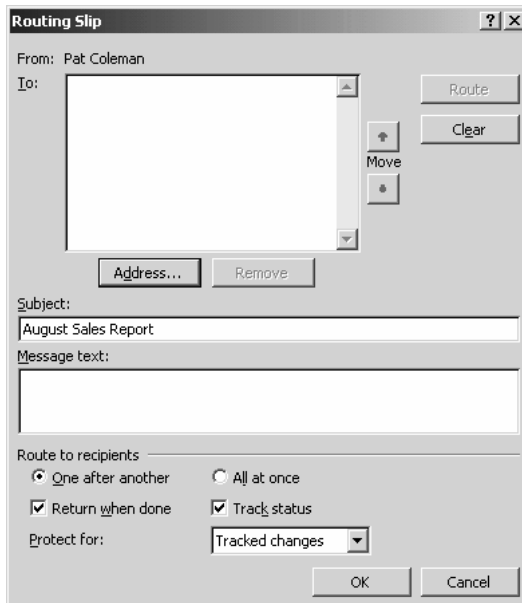 Routing Slip
From: Pat Coleman
To:
Route
Clear
Move
Address... Remove
Subject:
August Sales Report
Message text:
Route to recipients
One after another All at once
Return when done Track status
Protect for: Tracked changes
OK Cancel